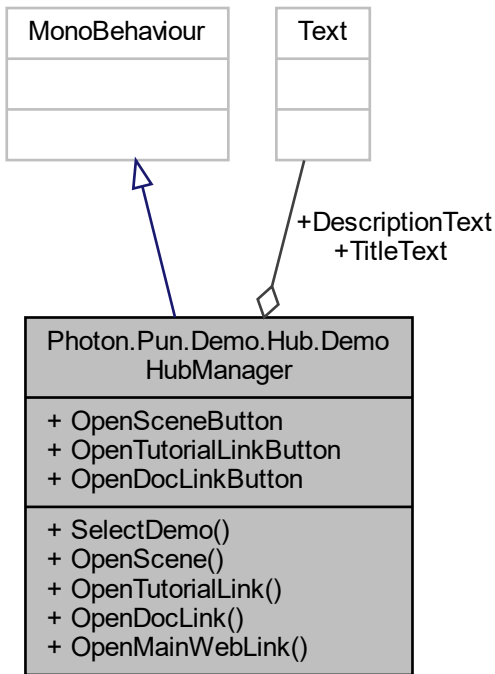 MonoBehaviour
Text
+DescriptionText
+TitleText
Photon.Pun.Demo.Hub.Demo
HubManager
+ OpenSceneButton
+ OpenTutorialLinkButton
+ OpenDocLinkButton
+ SelectDemo()
+ OpenScene()
+ OpenTutorialLink()
+ OpenDocLink()
+ OpenMainWebLink()